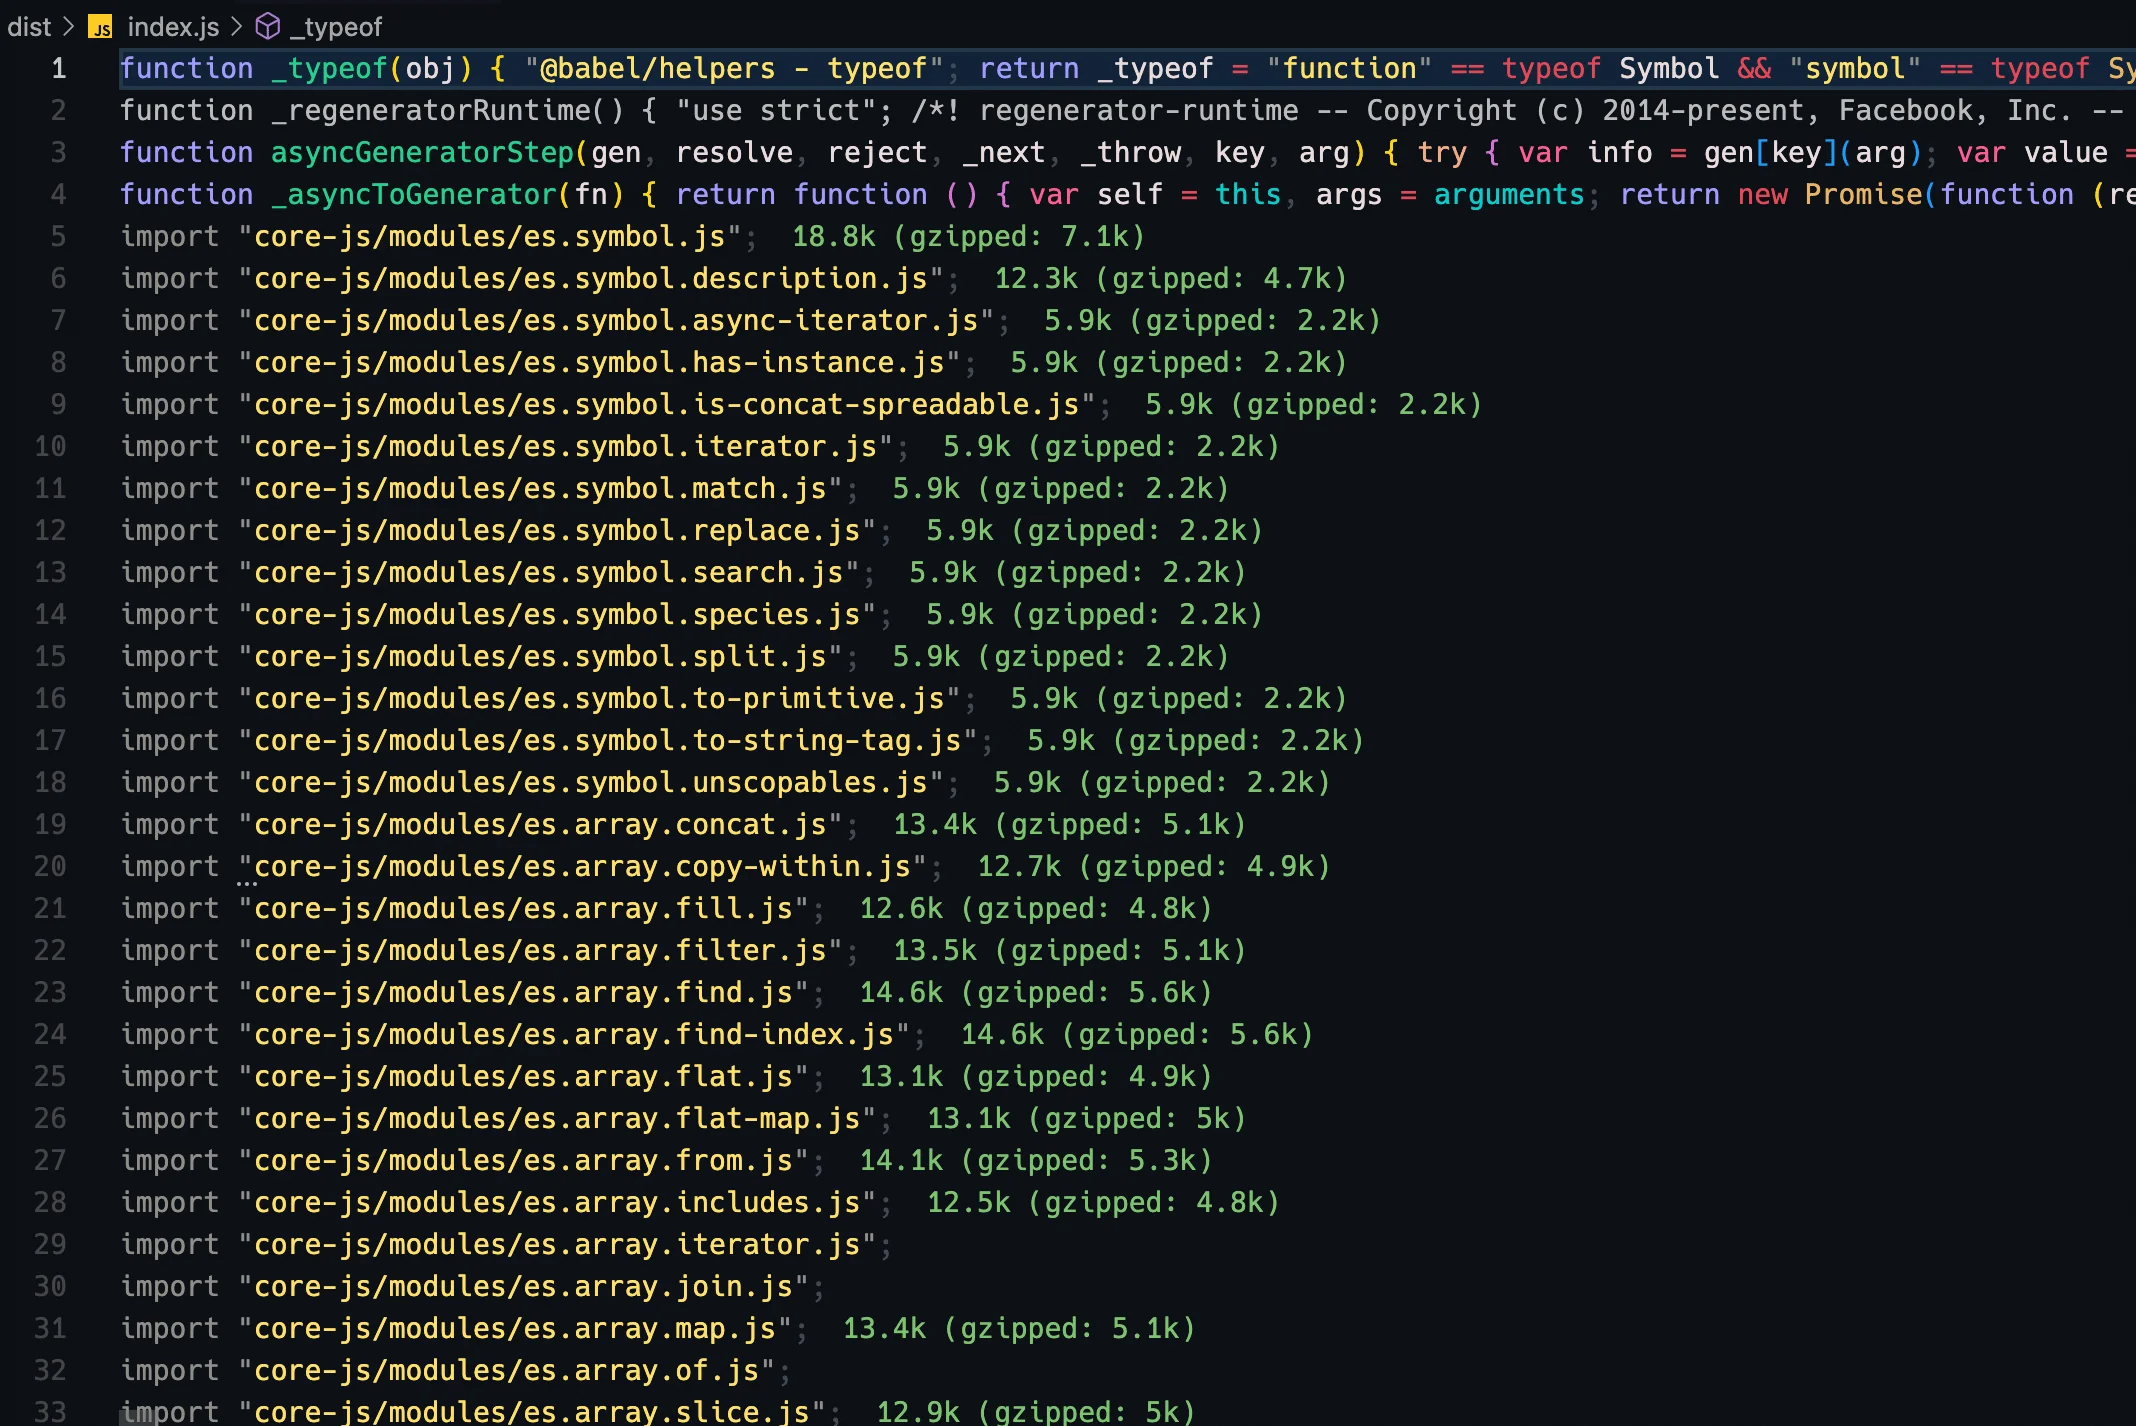 dist > JS index.js > _typeof
1 function _typeof(obj) { "@babel/helpers - typeof"; return _typeof = "function" == typeof Symbol && "symbol" == typeof Sy
2 function _regeneratorRuntime() { "use strict"; /*! regenerator-runtime -- Copyright (c) 2014-present, Facebook, Inc. --
3 function asyncGeneratorStep(gen, resolve, reject, _next, _throw, key, arg) { try { var info = gen[key](arg); var value =
4 function _asyncToGenerator(fn) { return function () { var self = this, args = arguments; return new Promise(function (re
5 import "core-js/modules/es.symbol.js"; 18.8k (gzipped: 7.1k)
6 import "core-js/modules/es.symbol.description.js"; 12.3k (gzipped: 4.7k)
7 import "core-js/modules/es.symbol.async-iterator.js"; 5.9k (gzipped: 2.2k)
8 import "core-js/modules/es.symbol.has-instance.js"; 5.9k (gzipped: 2.2k)
9 import "core-js/modules/es.symbol.is-concat-spreadable.js"; 5.9k (gzipped: 2.2k)
10 import "core-js/modules/es.symbol.iterator.js"; 5.9k (gzipped: 2.2k)
11 import "core-js/modules/es.symbol.match.js"; 5.9k (gzipped: 2.2k)
12 import "core-js/modules/es.symbol.replace.js"; 5.9k (gzipped: 2.2k)
13 import "core-js/modules/es.symbol.search.js"; 5.9k (gzipped: 2.2k)
14 import "core-js/modules/es.symbol.species.js"; 5.9k (gzipped: 2.2k)
15 import "core-js/modules/es.symbol.split.js"; 5.9k (gzipped: 2.2k)
16 import "core-js/modules/es.symbol.to-primitive.js"; 5.9k (gzipped: 2.2k)
17 import "core-js/modules/es.symbol.to-string-tag.js"; 5.9k (gzipped: 2.2k)
18 import "core-js/modules/es.symbol.unscopables.js"; 5.9k (gzipped: 2.2k)
19 import "core-js/modules/es.array.concat.js"; 13.4k (gzipped: 5.1k)
20 import "core-js/modules/es.array.copy-within.js"; 12.7k (gzipped: 4.9k)
21 import "core-js/modules/es.array.fill.js"; 12.6k (gzipped: 4.8k)
22 import "core-js/modules/es.array.filter.js"; 13.5k (gzipped: 5.1k)
23 import "core-js/modules/es.array.find.js"; 14.6k (gzipped: 5.6k)
24 import "core-js/modules/es.array.find-index.js"; 14.6k (gzipped: 5.6k)
25 import "core-js/modules/es.array.flat.js"; 13.1k (gzipped: 4.9k)
26 import "core-js/modules/es.array.flat-map.js"; 13.1k (gzipped: 5k)
27 import "core-js/modules/es.array.from.js"; 14.1k (gzipped: 5.3k)
28 import "core-js/modules/es.array.includes.js"; 12.5k (gzipped: 4.8k)
29 import "core-js/modules/es.array.iterator.js";
30 import "core-js/modules/es.array.join.js";
31 import "core-js/modules/es.array.map.js"; 13.4k (gzipped: 5.1k)
32 import "core-js/modules/es.array.of.js";
33 import "core-js/modules/es.array.slice.js"; 12.9k (gzipped: 5k)